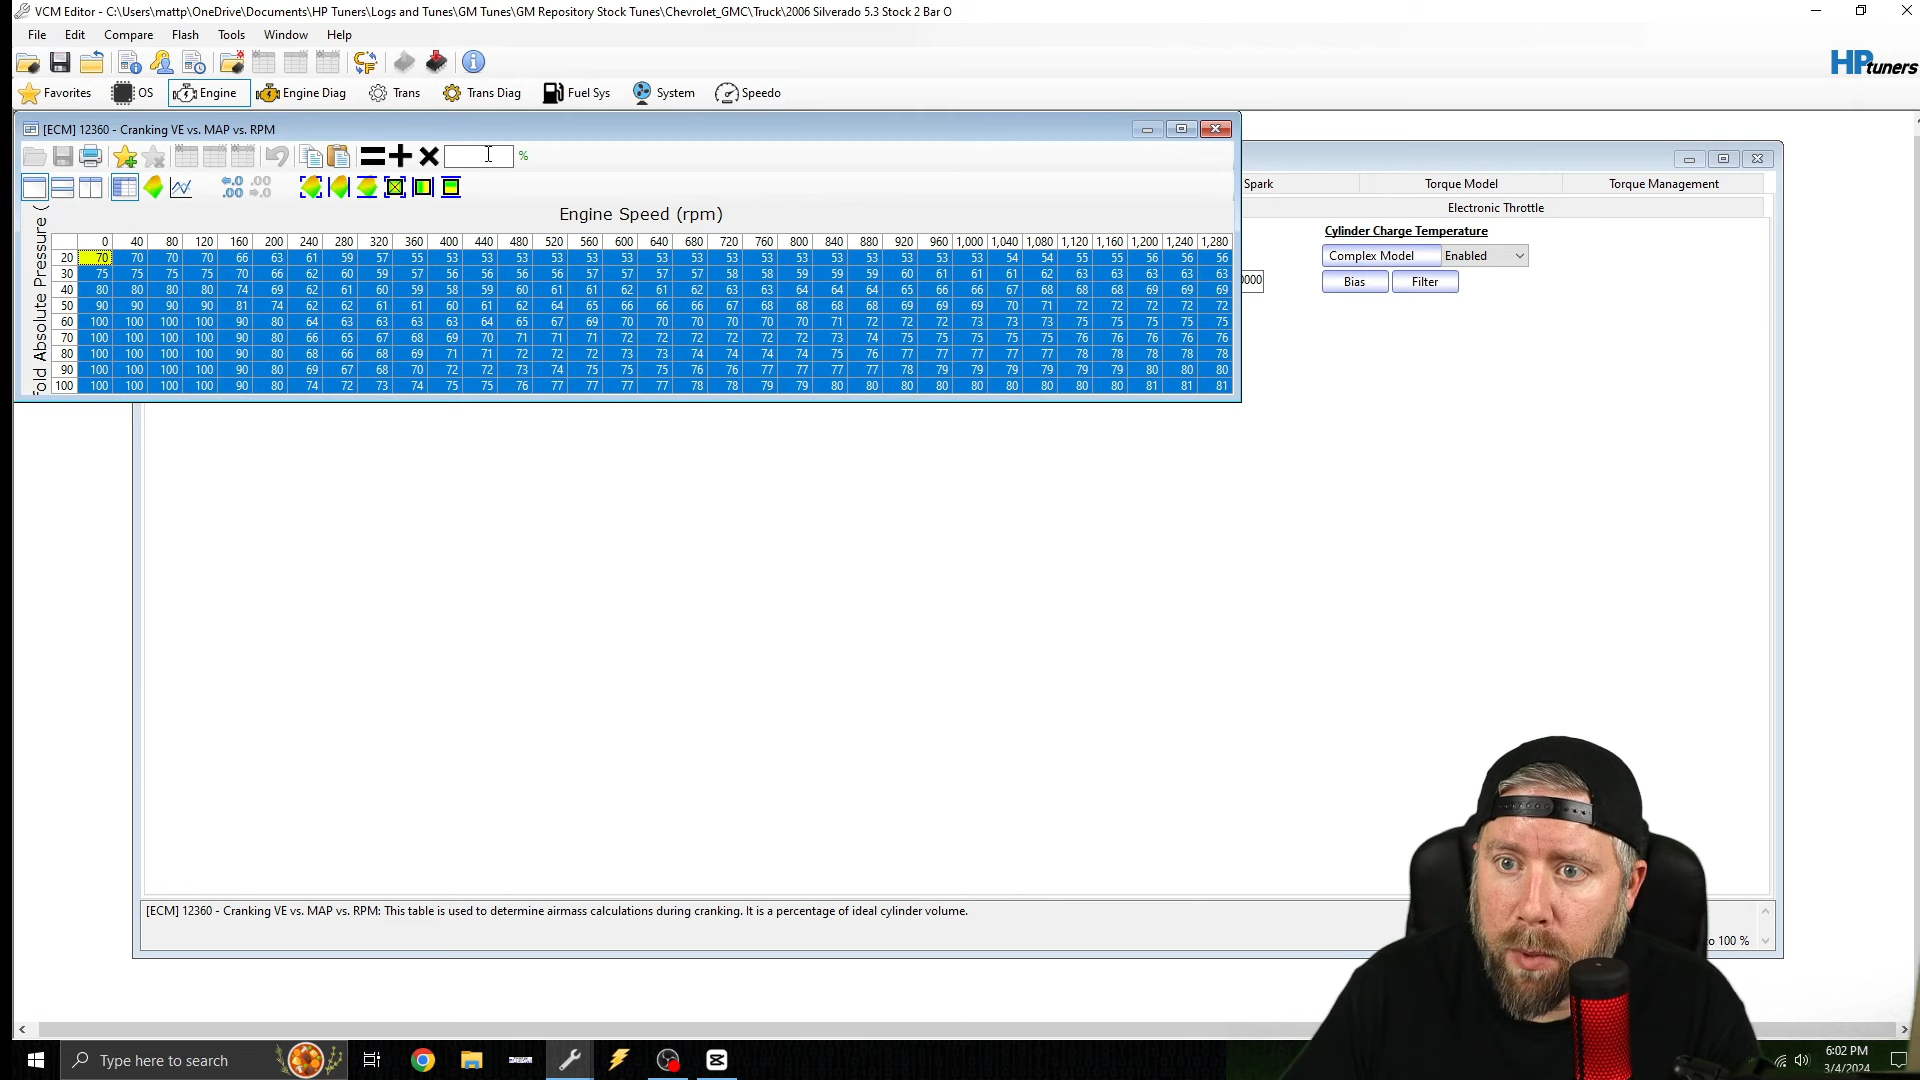 VCM Editor - C:\Users\mattp\OneDrive\Documents\HP Tuners\Logs and Tunes\GM Tunes\GM Repository Stock Tunes\Chevrolet_GMC\Truck\2006 Silverado 5.3 Stock 2 Bar O
File Edit Compare Flash Tools Window Help
HPtuners
Favorites OS Engine Engine Diag Trans Trans Diag Fuel Sys System Speedo
[ECM] 12360 - Cranking VE vs. MAP vs. RPM
%
Spark Torque Model Torque Management
Electronic Throttle
Cylinder Charge Temperature
Complex Model Enabled
0000 Bias Filter
Engine Speed (rpm)
fold Absolute Pressure (
0 40 80 120 160 200 240 280 320 360 400 440 480 520 560 600 640 680 720 760 800 840 880 920 960 1,000 1,040 1,080 1,120 1,160 1,200 1,240 1,280
20 70 70 70 70 66 63 61 59 57 55 53 53 53 53 53 53 53 53 53 53 53 53 53 53 53 53 54 54 55 55 56 56 56
30 75 75 75 75 70 66 62 60 59 57 56 56 56 56 57 57 57 58 58 59 59 59 59 60 61 61 61 62 63 63 63 63 63
40 80 80 80 80 74 69 62 61 60 59 58 59 60 61 61 62 61 62 63 63 64 64 64 65 66 66 67 68 68 68 69 69 69
50 90 90 90 90 81 74 62 62 61 61 60 61 62 64 65 66 66 66 67 68 68 68 68 69 69 69 70 71 72 72 72 72 72
60 100 100 100 100 90 80 64 63 63 63 63 64 65 67 69 70 70 70 70 70 70 71 72 72 72 73 73 73 75 75 75 75 75
70 100 100 100 100 90 80 66 65 67 68 69 70 71 71 71 72 72 72 72 72 72 73 74 75 75 75 75 75 76 76 76 76 76
80 100 100 100 100 90 80 68 66 68 69 71 71 72 72 72 73 73 74 74 74 74 75 76 77 77 77 77 77 78 78 78 78 78
90 100 100 100 100 90 80 69 67 68 70 72 72 73 74 75 75 75 76 76 77 77 77 77 78 79 79 79 79 79 79 80 80 80
100 100 100 100 100 90 80 74 72 73 74 75 75 76 77 77 77 77 78 78 79 79 80 80 80 80 80 80 80 80 80 81 81 81
[ECM] 12360 - Cranking VE vs. MAP vs. RPM: This table is used to determine airmass calculations during cranking. It is a percentage of ideal cylinder volume.
to 100 %
Type here to search
6:02 PM
3/4/2024